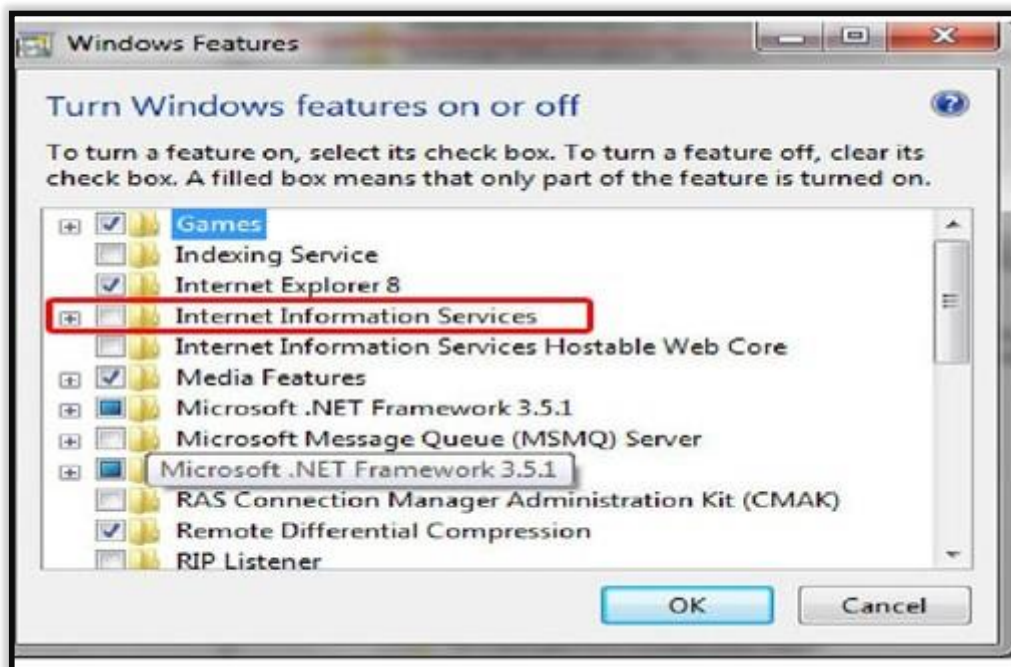 Windows Features
Turn Windows features on or off
To turn a feature on, select its check box. To turn a feature off, clear its
check box. A filled box means that only part of the feature is turned on.
Games
Indexing Service
Internet Explorer 8
Internet Information Services
Internet Information Services Hostable Web Core
Media Features
Microsoft .NET Framework 3.5.1
Microsoft Message Queue (MSMQ) Server
Microsoft .NET Framework 3.5.1
RAS Connection Manager Administration Kit (CMAK)
Remote Differential Compression
RIP Listener
OK Cancel